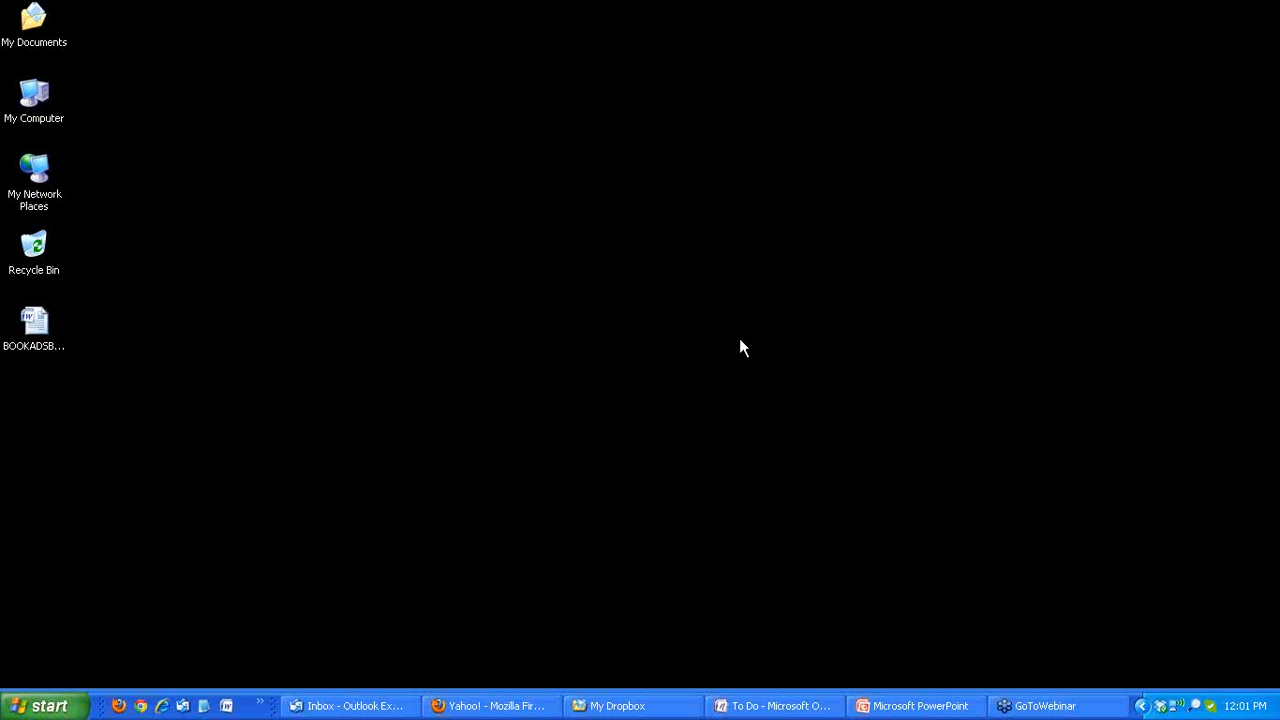 My Documents
My Computer
My Network
Places
Recycle Bin
BOOKADSB...
start
Inbox - Outlook Ex...
Yahoo! - Mozilla Fir...
My Dropbox
To Do - Microsoft O...
Microsoft PowerPoint
GoToWebinar
12:01 PM